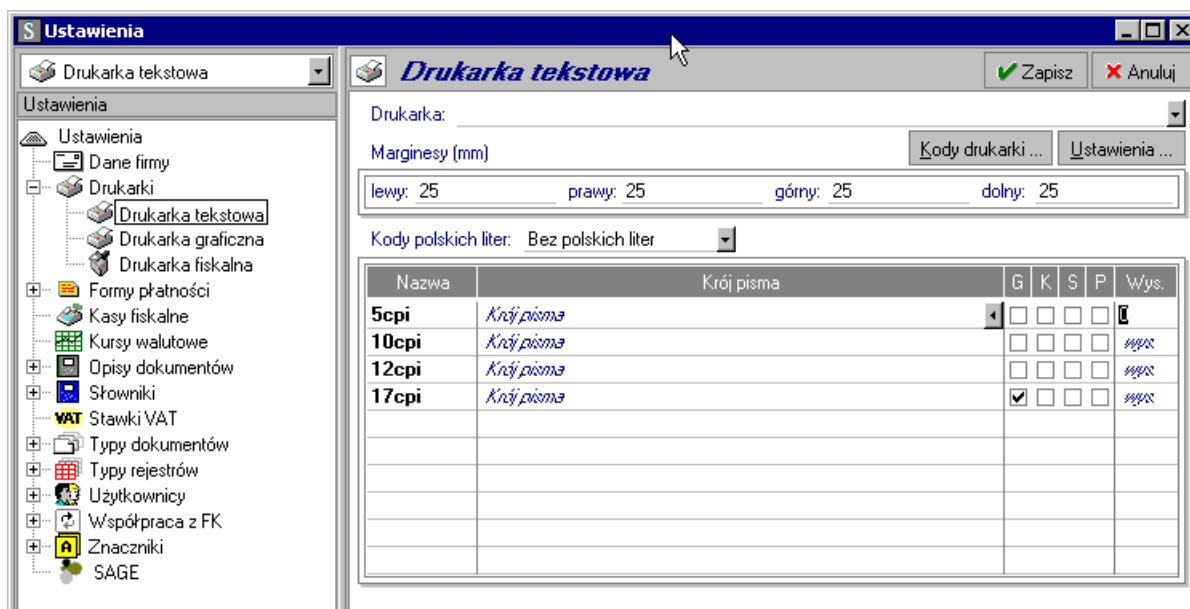 S Ustawienia
Drukarka tekstowa
Ustawienia
Ustawienia
Dane firmy
Drukarki
Drukarka tekstowa
Drukarka graficzna
Drukarka fiskalna
Formy płatności
Kasy fiskalne
Kursy walutowe
Opisy dokumentów
Słowniki
VAT Stawki VAT
Typy dokumentów
Typy rejestrów
Użytkownicy
Współpraca z FK
A Znaczniki
SAGE
Drukarka tekstowa Zapisz Anuluj
Drukarka:
Marginesy (mm) Kody drukarki ... Ustawienia ...
lewy: 25 prawy: 25 górny: 25 dolny: 25
Kody polskich liter: Bez polskich liter
Nazwa Krój pisma G K S P Wys.
5cpi Krój pisma
10cpi Krój pisma wys.
12cpi Krój pisma wys.
17cpi Krój pisma wys.